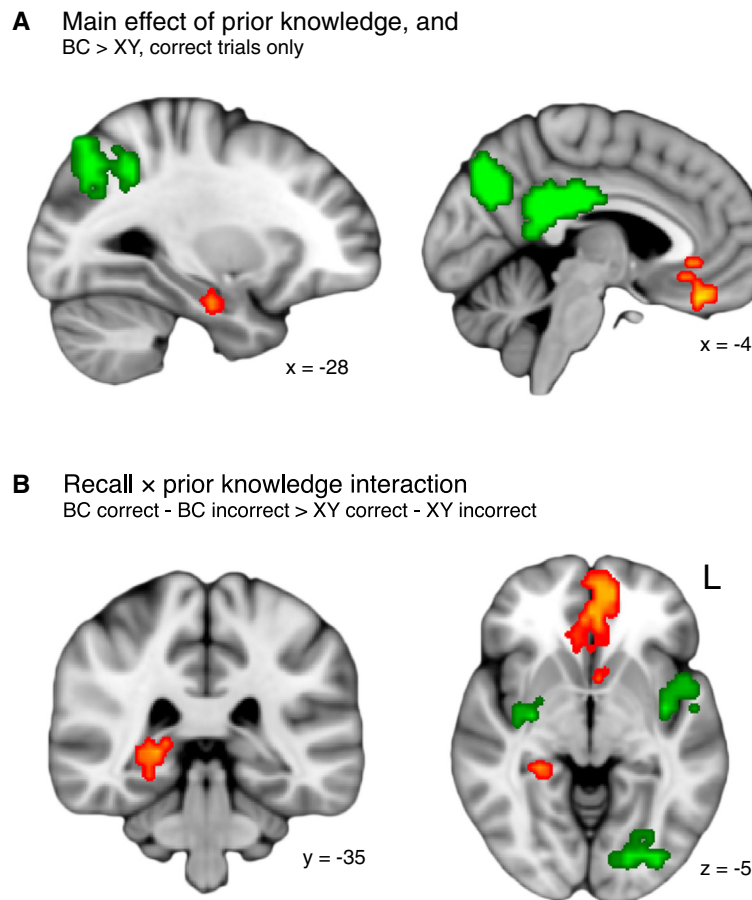 A Main effect of prior knowledge, and
BC > XY, correct trials only
x = -28
x = -4
B Recall × prior knowledge interaction
BC correct - BC incorrect > XY correct - XY incorrect
L
y = -35
z = -5